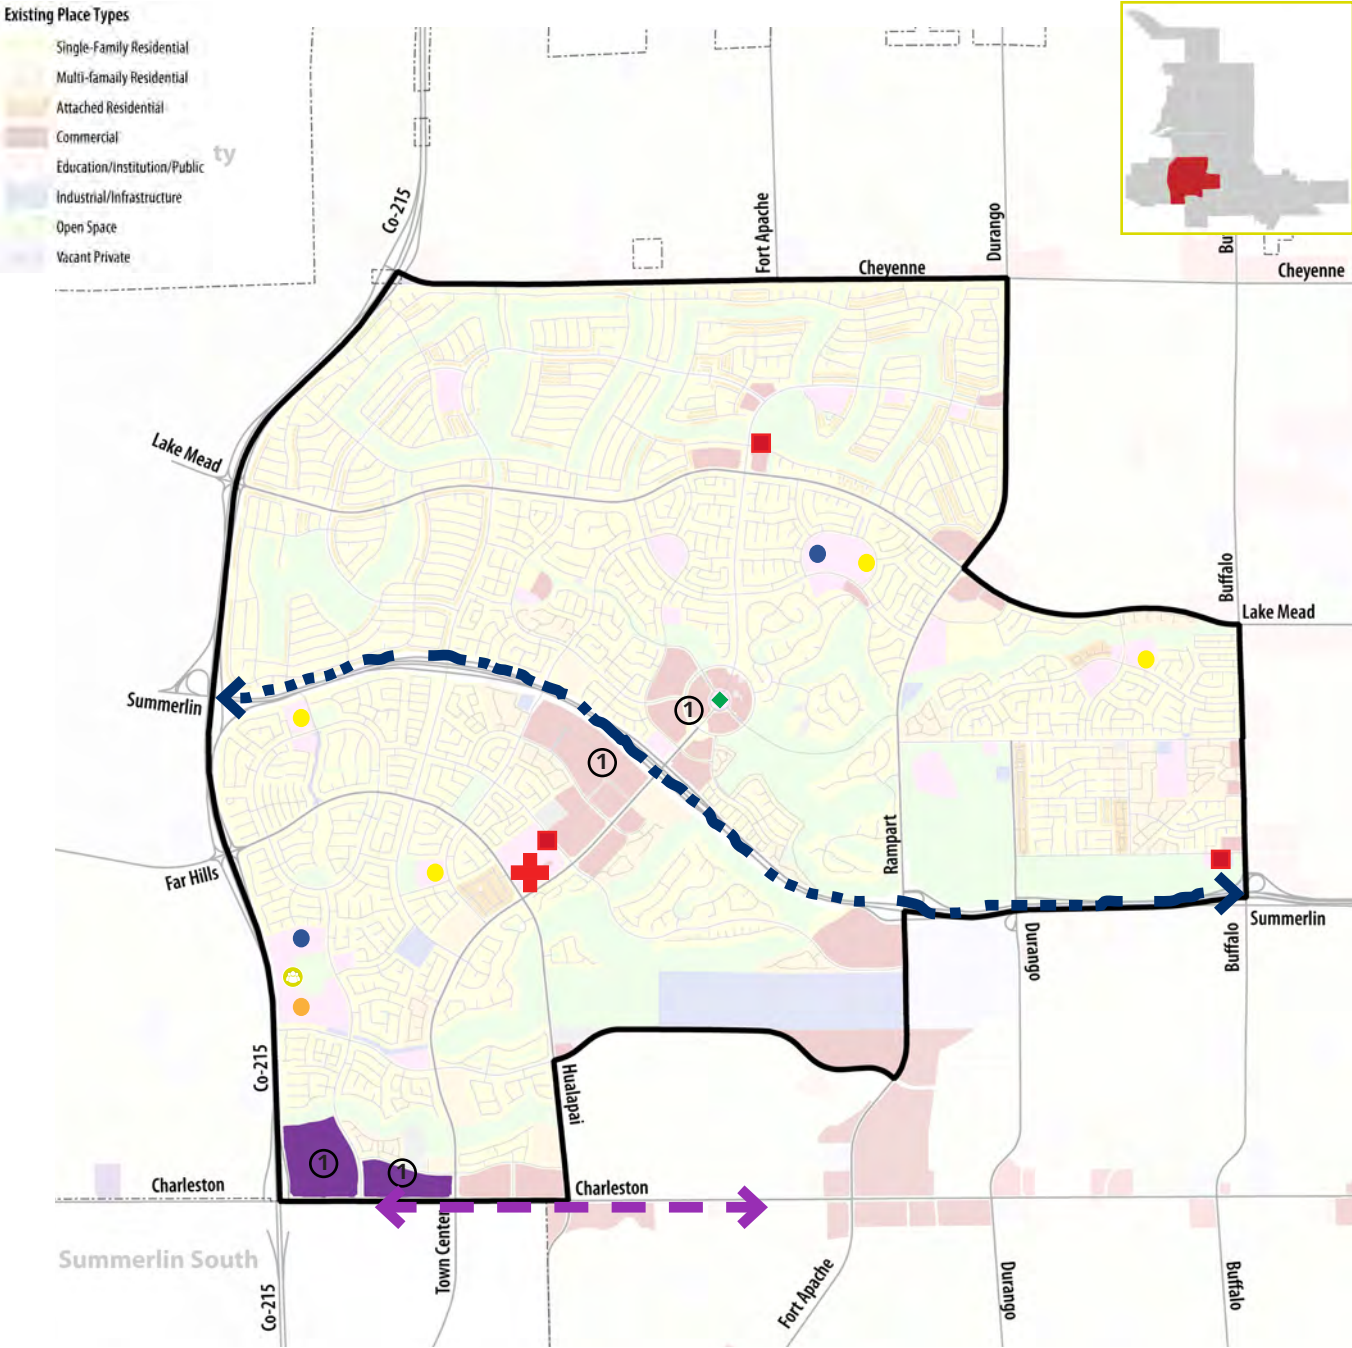 Existing Place Types
Single-Family Residential
Multi-famaily Residential
Attached Residential
Commercial
ty
Education/Institution/Public
Industrial/Infrastructure
Open Space
Vacant Private
Co-215
Fort Apache
Durango
Bu
Cheyenne
Cheyenne
Lake Mead
Buffalo
Lake Mead
Summerlin
1
1
Rampart
Far Hills
Summerlin
Durango
Buffalo
Co-215
Hualapai
1
1
Charleston
Charleston
Summerlin South
Town Center
Co-215
Fort Apache
Durango
Buffalo